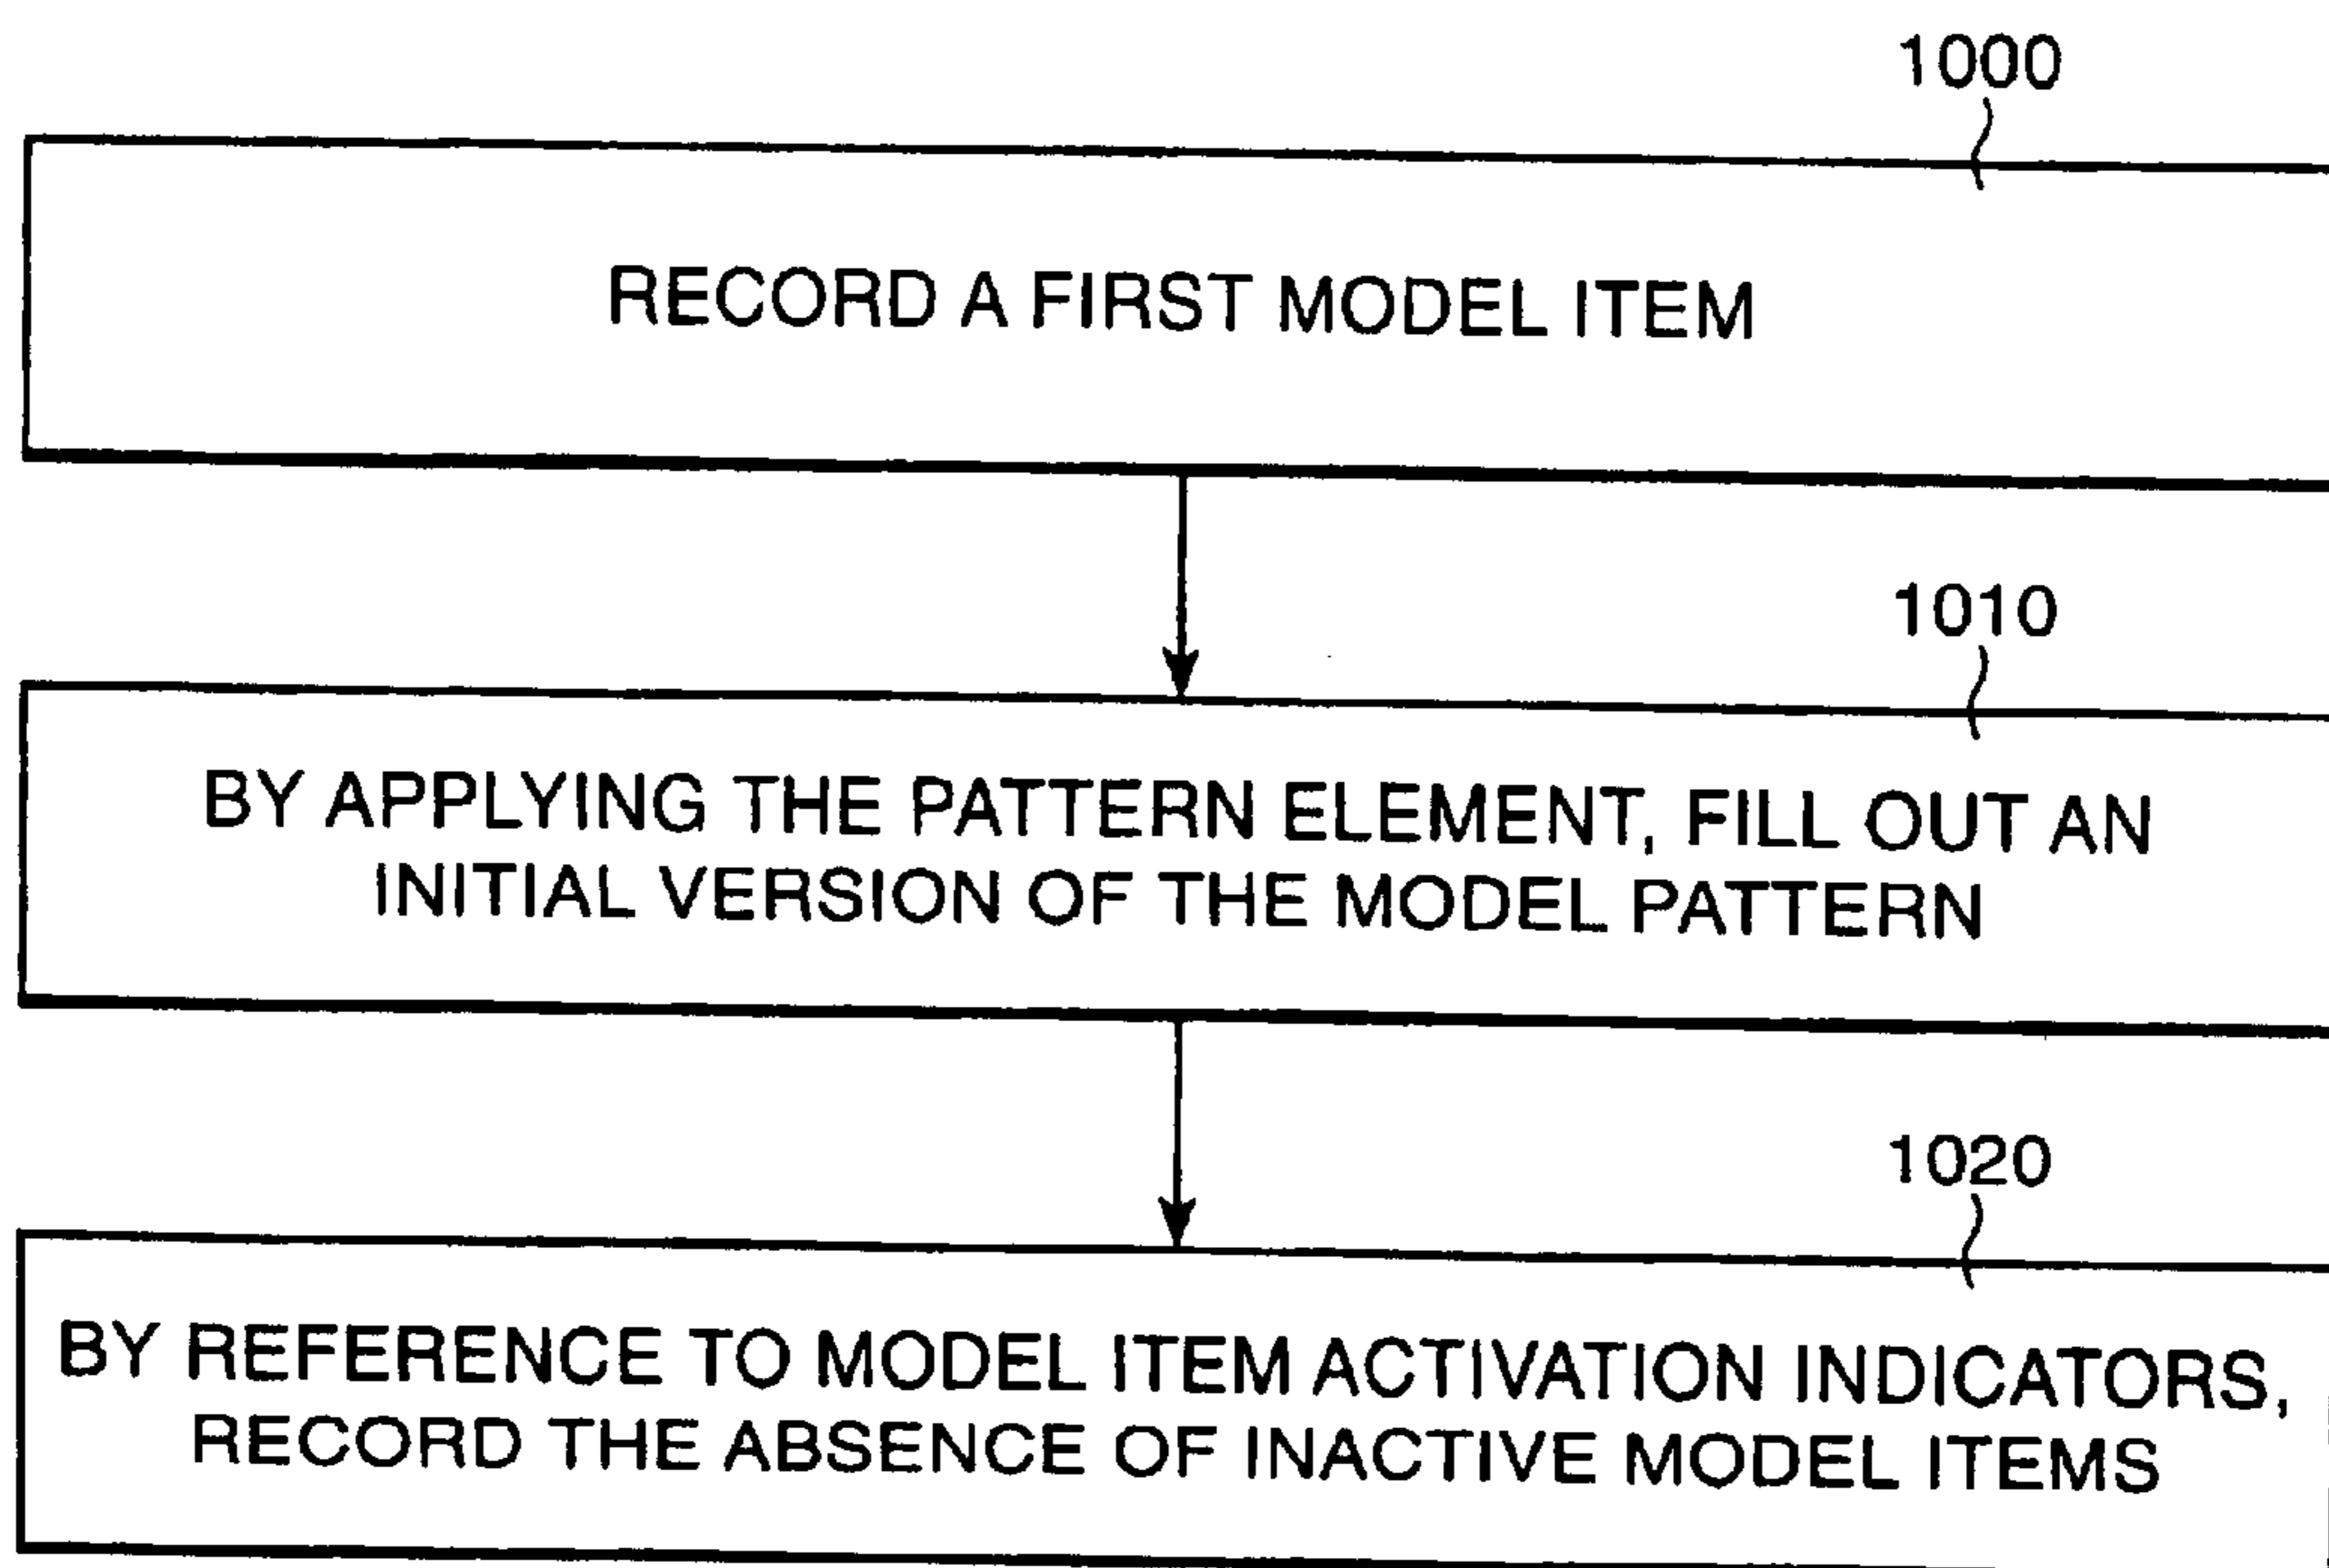 1000
RECORD A FIRST MODEL ITEM
1010
BY APPLYING THE PATTERN ELEMENT, FILL OUT AN
INITIAL VERSION OF THE MODEL PATTERN
1020
BY REFERENCE TO MODEL ITEM ACTIVATION INDICATORS,
RECORD THE ABSENCE OF INACTIVE MODEL ITEMS